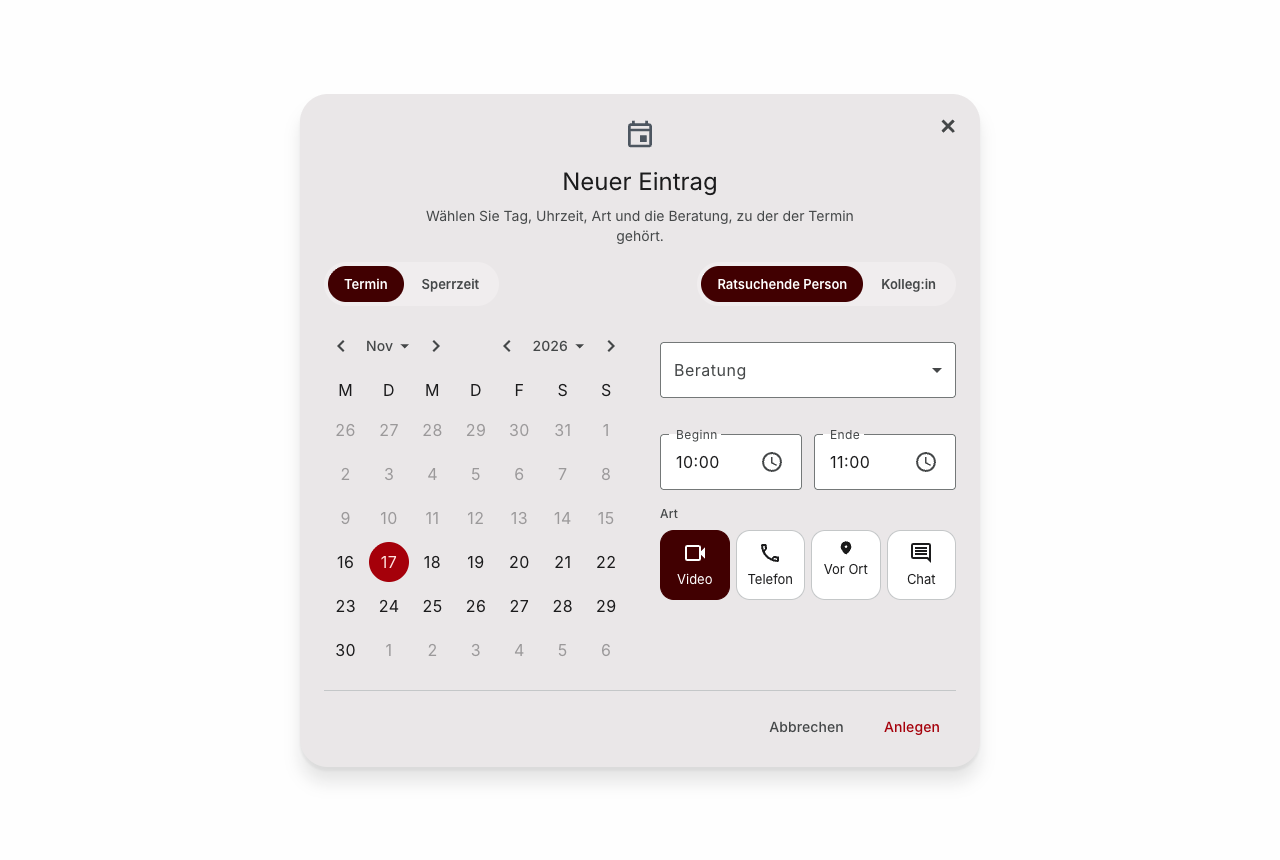 Neuer Eintrag
Wählen Sie Tag, Uhrzeit, Art und die Beratung, zu der der Termin
gehört.
Termin Sperrzeit Ratsuchende Person Kolleg:in
Nov 2026
M D M D F S S
26 27 28 29 30 31 1
2 3 4 5 6 7 8
9 10 11 12 13 14 15
16 17 18 19 20 21 22
23 24 25 26 27 28 29
30 1 2 3 4 5 6
Beratung
Beginn Ende
10:00 11:00
Art
Video Telefon Vor Ort Chat
Abbrechen Anlegen